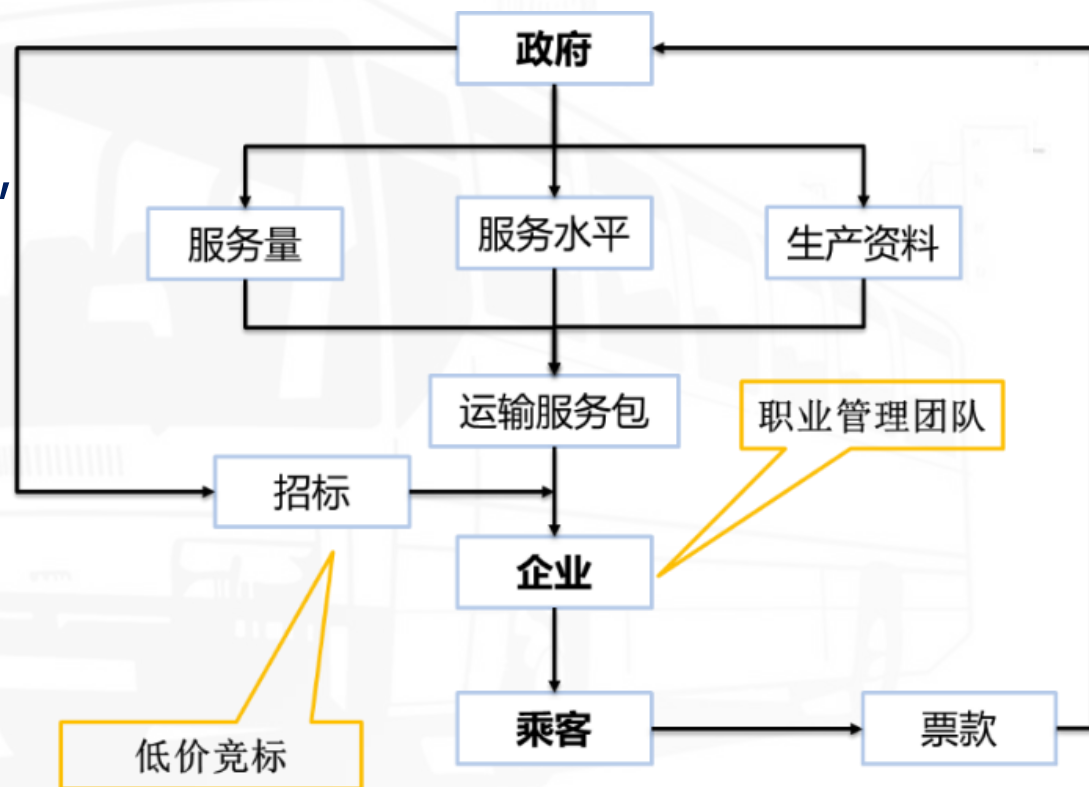 政府
,
服务量
服务水平
生产资料
运输服务包
职业管理团队
招标
企业
乘客
票款
低价竞标